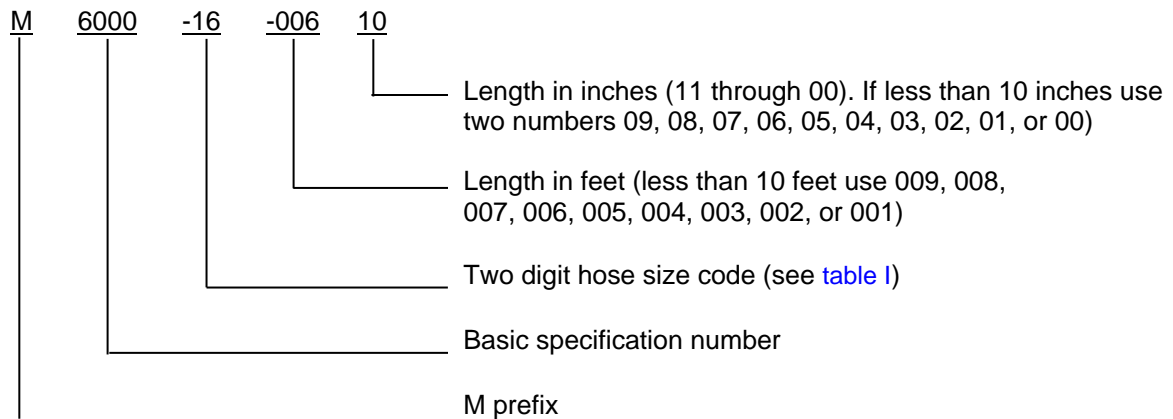 M 6000 -16 -006 10
Length in inches (11 through 00). If less than 10 inches use
two numbers 09, 08, 07, 06, 05, 04, 03, 02, 01, or 00)
Length in feet (less than 10 feet use 009, 008,
007, 006, 005, 004, 003, 002, or 001)
Two digit hose size code (see table I)
Basic specification number
M prefix